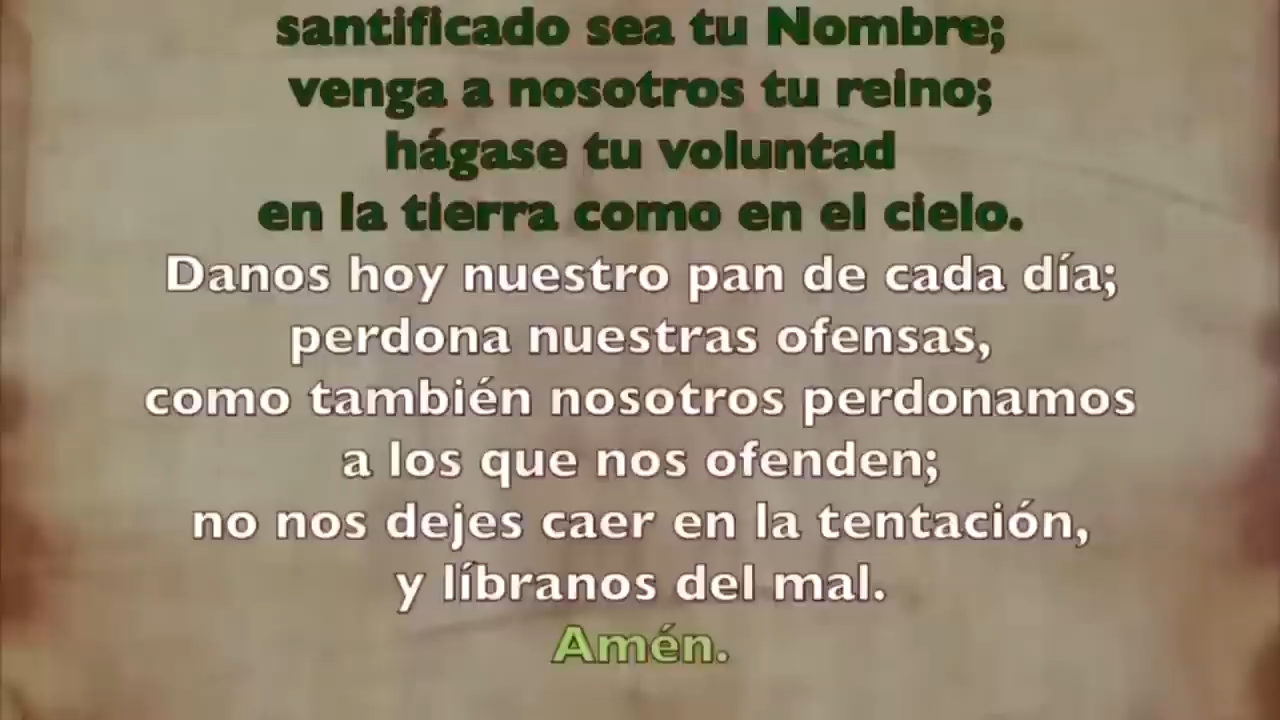 santificado sea tu Nombre;
venga a nosotros tu reino;
hágase tu voluntad
en la tierra como en el cielo.
Danos hoy nuestro pan de cada día;
perdona nuestras ofensas,
como también nosotros perdonamos
a los que nos ofenden;
no nos dejes caer en la tentación,
y líbranos del mal.
Amén.